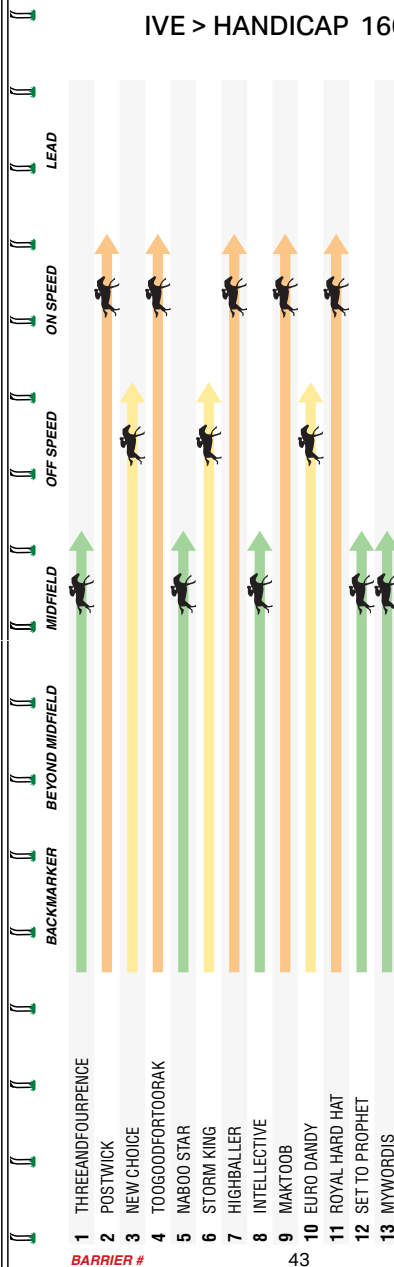 IVE > HANDICAP 160
LEAD
ON SPEED
OFF SPEED
MIDFIELD
BEYOND MIDFIELD
BACKMARKER
1 THREEANDFOURPENCE
2 POSTWICK
3 NEW CHOICE
4 TOOGOODFORTOORAK
5 NABOO STAR
6 STORM KING
7 HIGHBALLER
8 INTELLECTIVE
9 MAKTOOB
10 EURO DANDY
11 ROYAL HARD HAT
12 SET TO PROPHET
13 MYWORDIS
BARRIER #
43